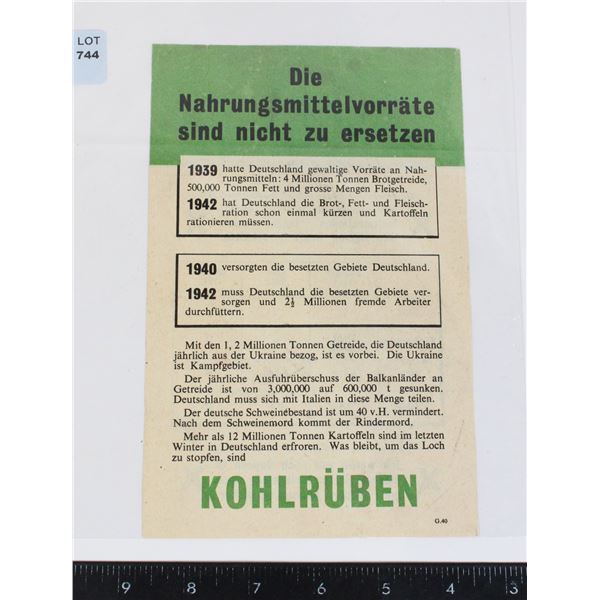 LOT
744
Die
Nahrungsmittelvorräte
sind nicht zu ersetzen
1939 hatte Deutschland gewaltige Vorräte an Nah-
rungsmitteln: 4 Millionen Tonnen Brotgetreide,
500,000 Tonnen Fett und grosse Mengen Fleisch.
1942 hat Deutschland die Brot-, Fett- und Fleisch-
ration schon einmal kürzen und Kartoffeln
rationieren müssen.
1940 versorgten die besetzten Gebiete Deutschland.
1942 muss Deutschland die besetzten Gebiete ver-
sorgen und 2½ Millionen fremde Arbeiter
durchfüttern.
Mit den 1, 2 Millionen Tonnen Getreide, die Deutschland
jährlich aus der Ukraine bezog, ist es vorbei. Die Ukraine
ist Kampfgebiet.
Der jährliche Ausfuhrüberschuss der Balkanländer an
Getreide ist von 3,000,000 auf 600,000 t gesunken.
Deutschland muss sich mit Italien in diese Menge teilen.
Der deutsche Schweinebestand ist um 40 v.H. vermindert.
Nach dem Schweinemord kommt der Rindermord.
Mehr als 12 Millionen Tonnen Kartoffeln sind im letzten
Winter in Deutschland erfroren. Was bleibt, um das Loch
zu stopfen, sind
KOHLRÜBEN
G.40
9 8 7 6 5 4 3